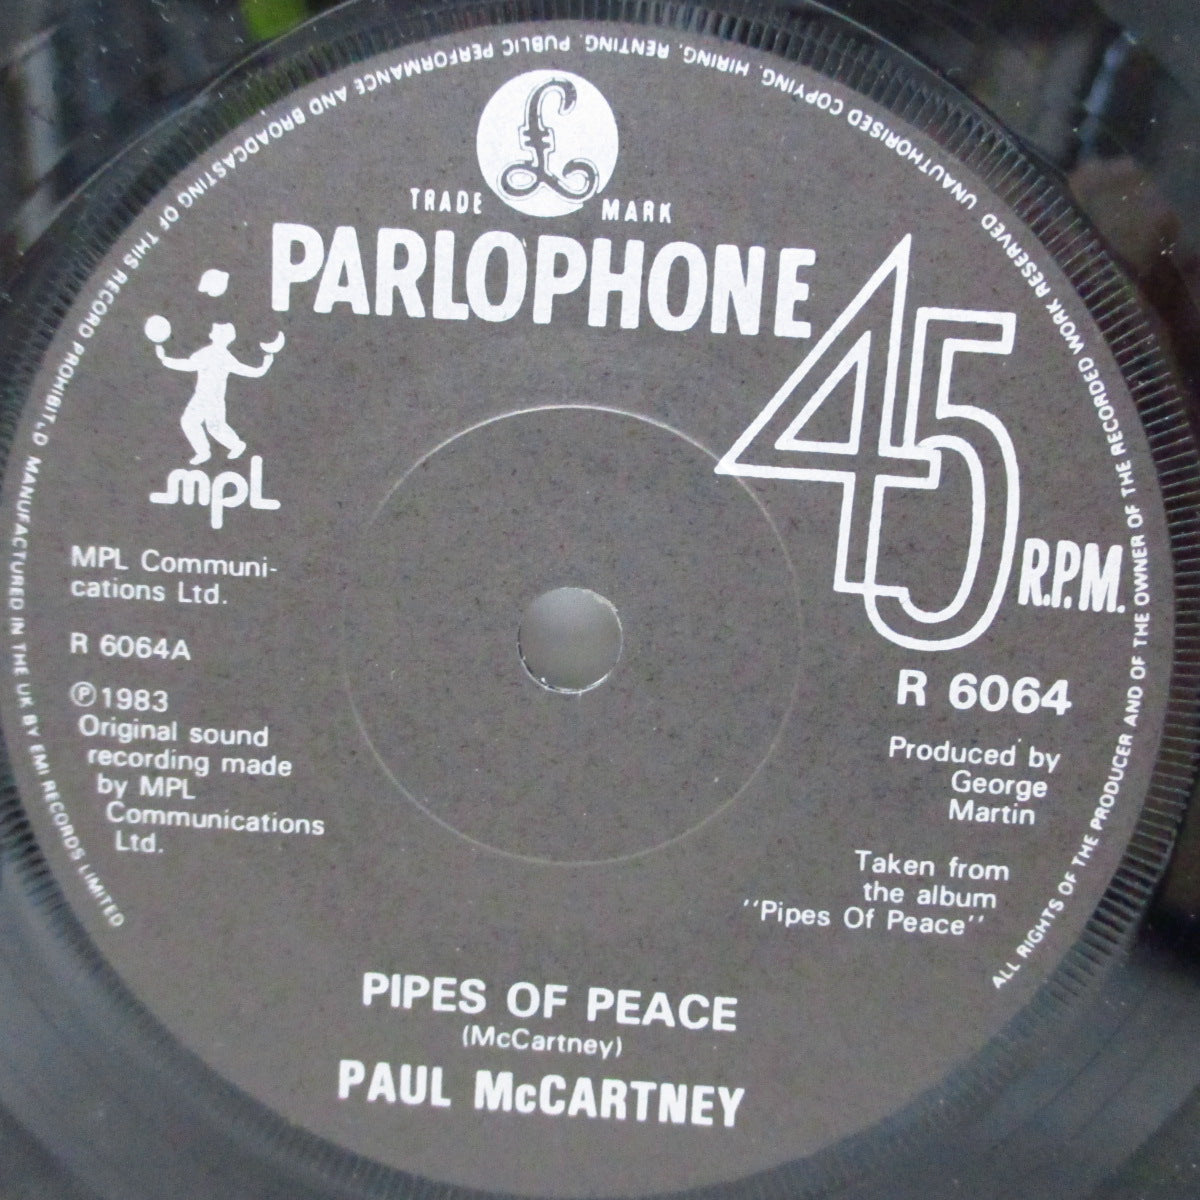 ALL RIGHTS OF THE PRODUCER AND OF THE OWNER OF THE RECORDED WORK RESERVED UNAUTHORISED COPYING, HIRING, RENTING, PUBLIC PERFORMANCE AND BROADCASTING OF THIS RECORD PROHIBIT.D MANUFACTURED IN THE UK BY EMI RECORDS LIMITED
£
TRADE MARK
PARLOPHONE
45
R.P.M.
mpL
MPL Communi-
cations Ltd.
R 6064A
℗ 1983
Original sound
recording made
by MPL
Communications
Ltd.
R 6064
Produced by
George
Martin
Taken from
the album
"Pipes Of Peace"
PIPES OF PEACE
(McCartney)
PAUL McCARTNEY